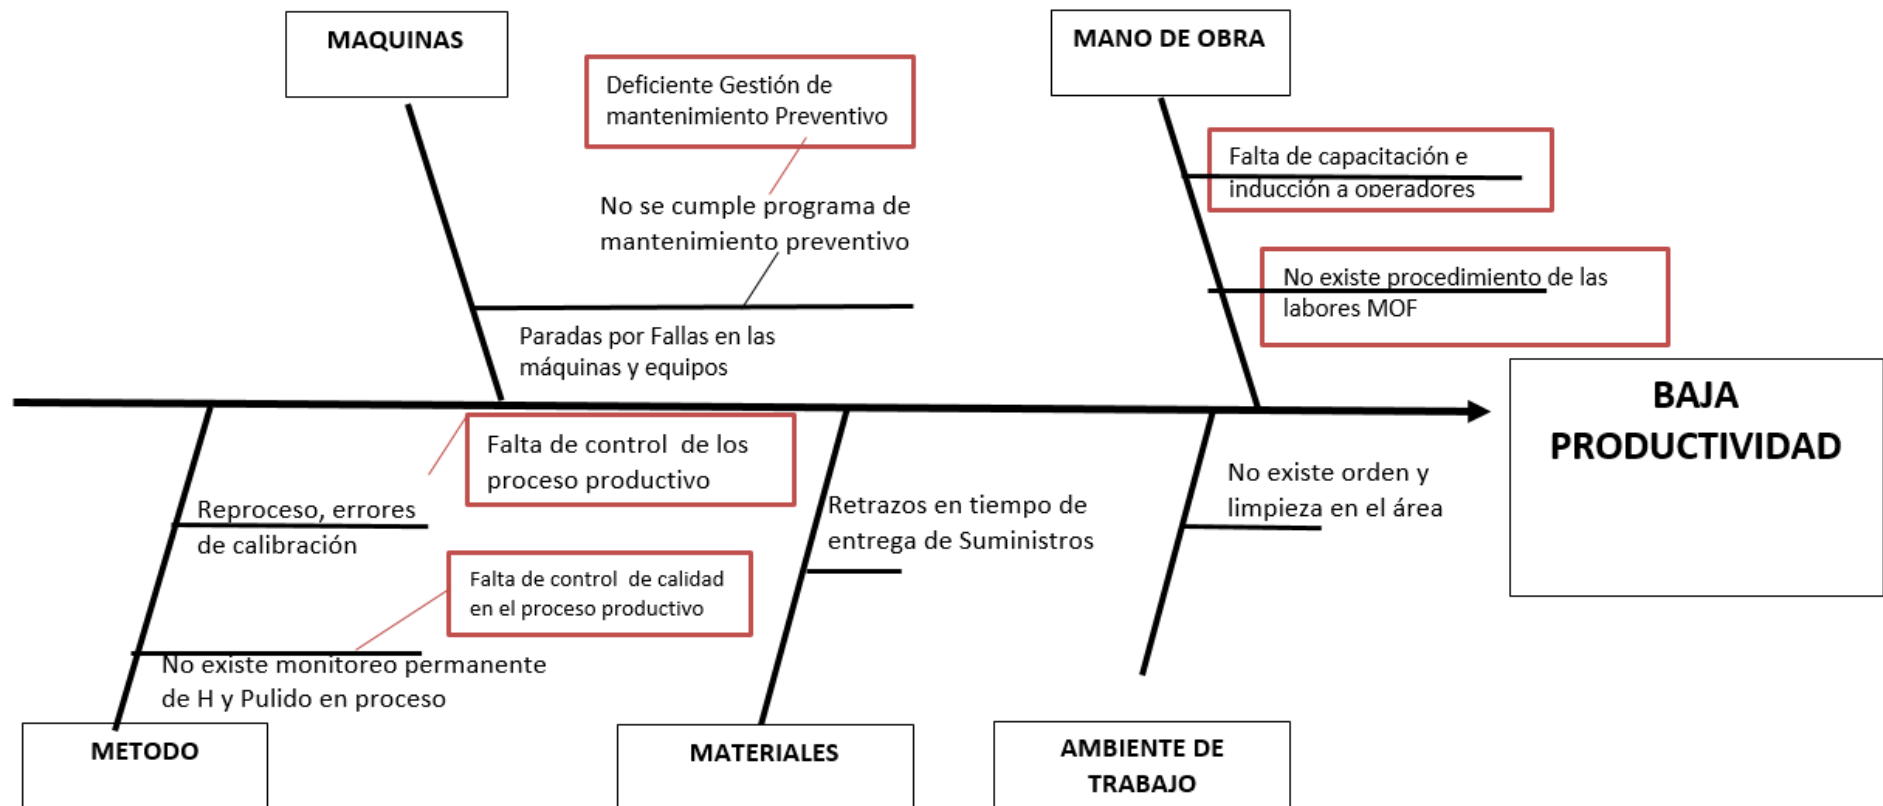 MAQUINAS
Deficiente Gestión de
mantenimiento Preventivo
No se cumple programa de
mantenimiento preventivo
Paradas por Fallas en las
máquinas y equipos
MANO DE OBRA
Falta de capacitación e
inducción a operadores
No existe procedimiento de las
labores MOF
BAJA
PRODUCTIVIDAD
Falta de control de los
proceso productivo
Reproceso, errores
de calibración
Falta de control de calidad
en el proceso productivo
No existe monitoreo permanente
de H y Pulido en proceso
METODO
Retrazos en tiempo de
entrega de Suministros
MATERIALES
No existe orden y
limpieza en el área
AMBIENTE DE
TRABAJO